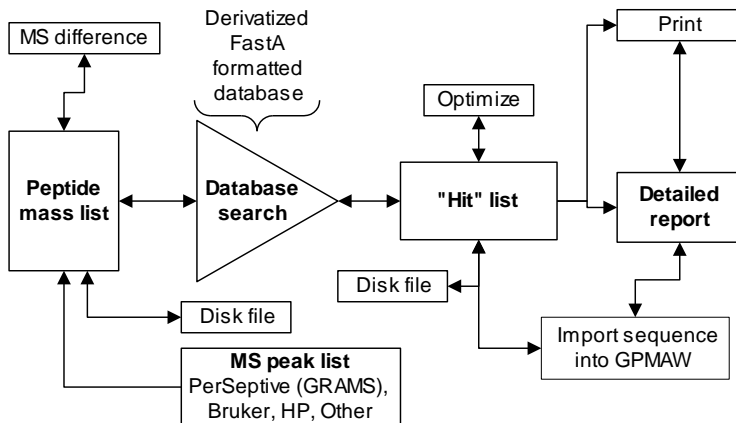 MS difference
Derivatized
FastA
formatted
database
Print
Optimize
Peptide
mass list
Database
search
"Hit" list
Detailed
report
Disk file
Disk file
Import sequence
into GPMAW
MS peak list
PerSeptive (GRAMS),
Bruker, HP, Other